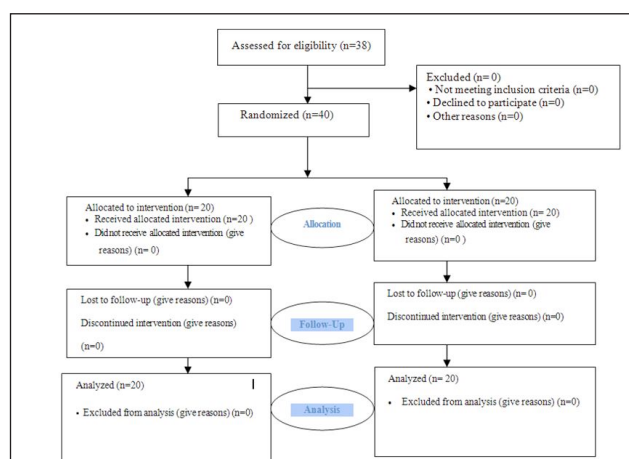 Assessed for eligibility (n=38)
Excluded (n= 0)
• Not meeting inclusion criteria (n=0)
• Declined to participate (n=0)
• Other reasons (n=0)
Randomized (n=40)
Allocated to intervention (n= 20)
• Received allocated intervention (n=20 )
• Did not receive allocated intervention (give
reasons) (n= 0)
Allocation
Allocated to intervention (n=20)
• Received allocated intervention (n= 20)
• Did not receive allocated intervention (give
reasons) (n=0 )
Lost to follow-up (give reasons) (n=0)
Discontinued intervention (give reasons)
(n=0)
Follow-Up
Lost to follow-up (give reasons) (n= 0)
Discontinued intervention (give reasons) (n=0)
Analyzed (n=20)
• Excluded from analysis (give reasons) (n=0)
Analysis
Analyzed (n= 20)
• Excluded from analysis (give reasons) (n=0)